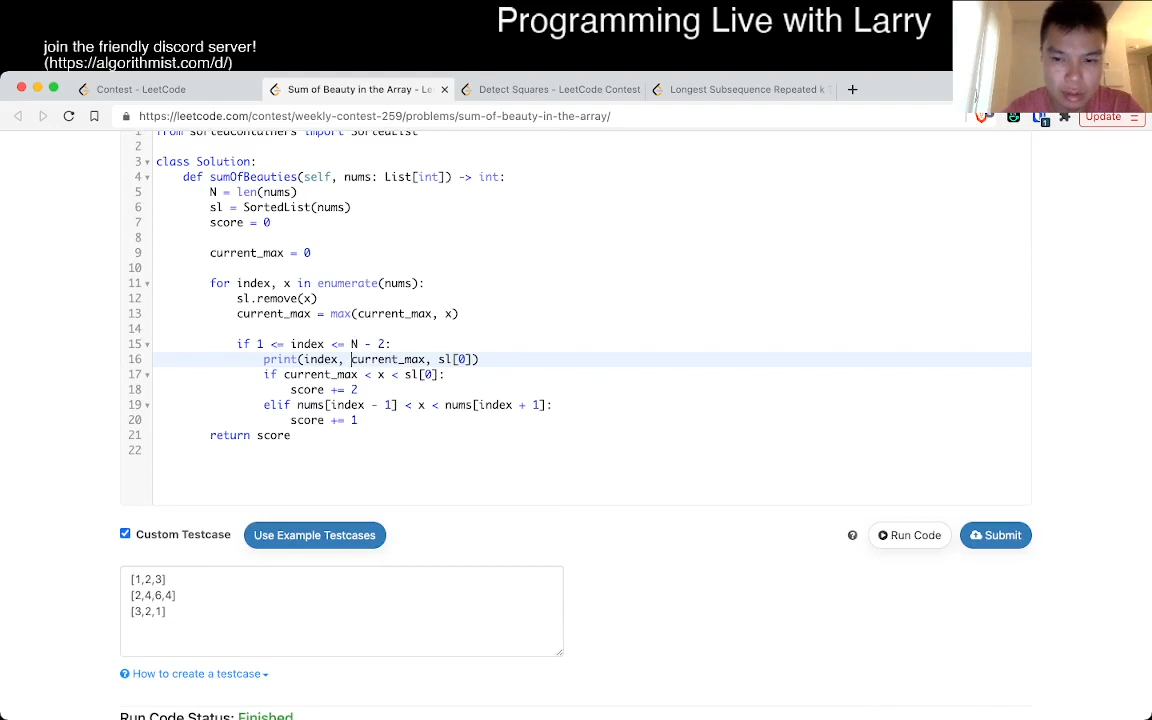 Programming Live with Larry
join the friendly discord server!
(https://algorithmist.com/d/)
Contest - LeetCode
Sum of Beauty in the Array - Le
Detect Squares - LeetCode Contest
Longest Subsequence Repeated k T
https://leetcode.com/contest/weekly-contest-259/problems/sum-of-beauty-in-the-array/
1
Update
1 from sortedcontainers import SortedList
2
3 class Solution:
4 def sumOfBeauties(self, nums: List[int]) -> int:
5 N = len(nums)
6 sl = SortedList(nums)
7 score = 0
8
9 current_max = 0
10
11 for index, x in enumerate(nums):
12 sl.remove(x)
13 current_max = max(current_max, x)
14
15 if 1 <= index <= N - 2:
16 print(index, current_max, sl[0])
17 if current_max < x < sl[0]:
18 score += 2
19 elif nums[index - 1] < x < nums[index + 1]:
20 score += 1
21 return score
22
Custom Testcase
Use Example Testcases
Run Code
Submit
[1,2,3]
[2,4,6,4]
[3,2,1]
How to create a testcase
Run Code Status: Finished